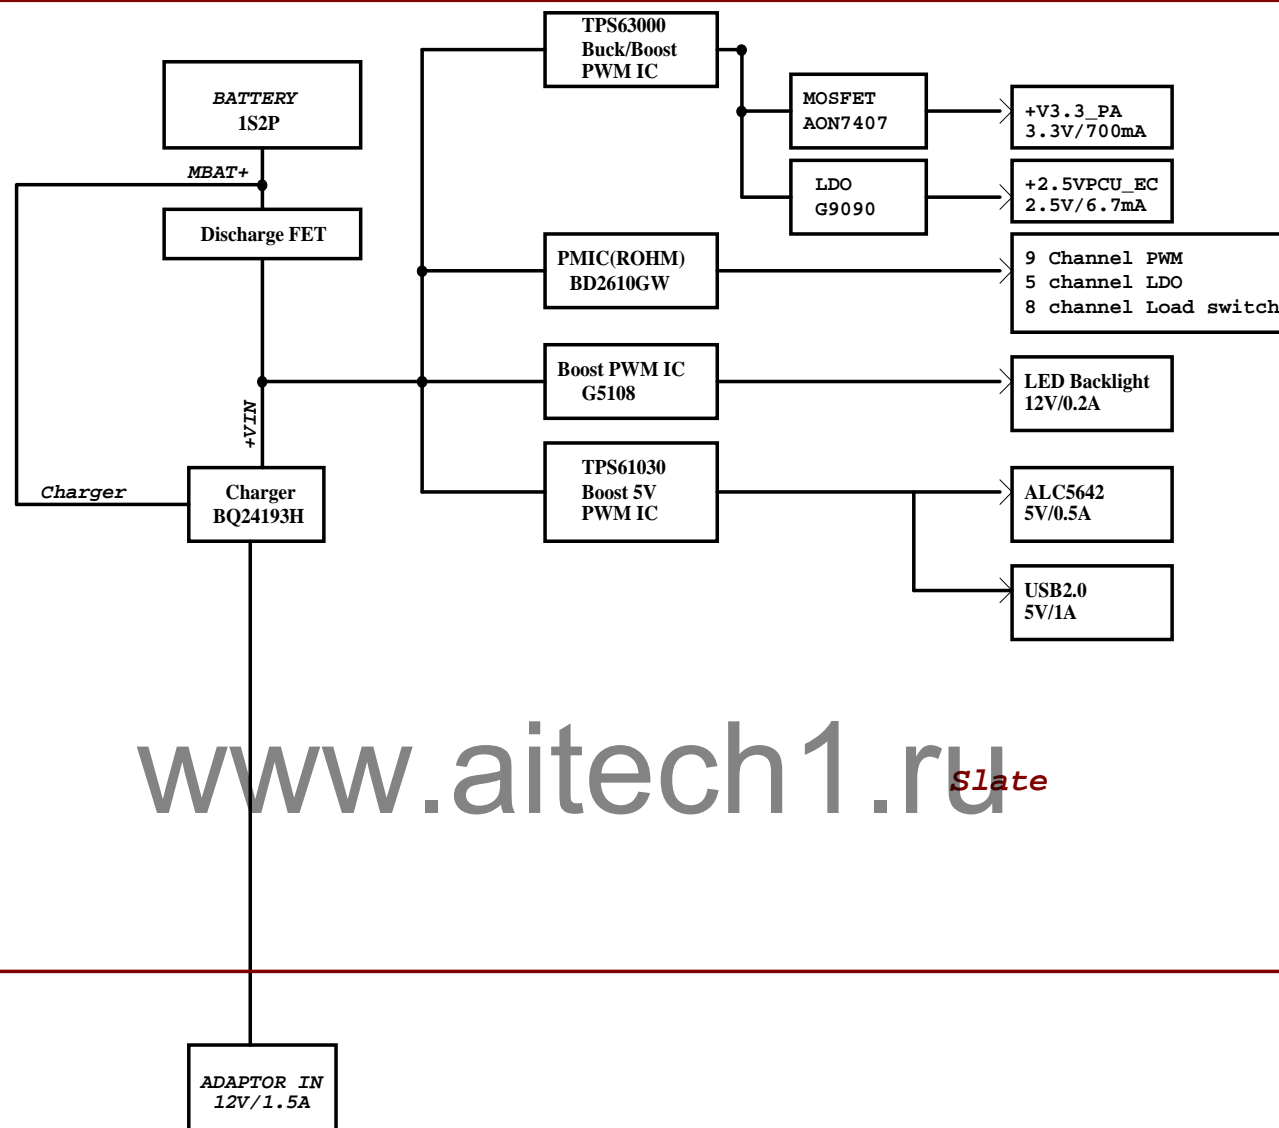 TPS63000
Buck/Boost
PWM IC
BATTERY
1S2P
MOSFET
AON7407
+V3.3_PA
3.3V/700mA
MBAT+
LDO
G9090
+2.5VPCU_EC
2.5V/6.7mA
Discharge FET
PMIC(ROHM)
BD2610GW
9 Channel PWM
5 channel LDO
8 channel Load switch
Boost PWM IC
G5108
LED Backlight
12V/0.2A
+VIN
TPS61030
Boost 5V
PWM IC
Charger
Charger
BQ24193H
ALC5642
5V/0.5A
USB2.0
5V/1A
www.aitech1.ru
Slate
ADAPTOR IN
12V/1.5A